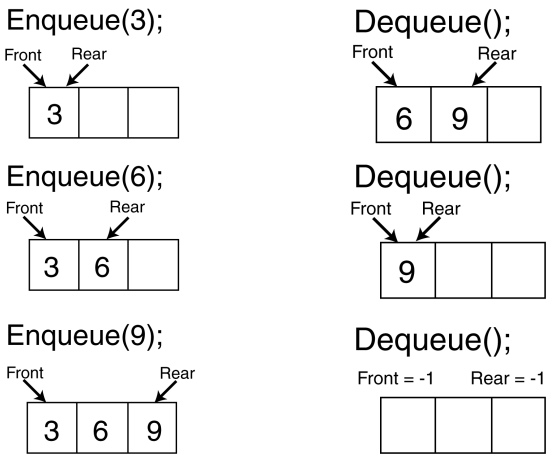 Enqueue(3);
Front Rear
3
Enqueue(6);
Front Rear
3 6
Enqueue(9);
Front Rear
3 6 9
Dequeue();
Front Rear
6 9
Dequeue();
Front Rear
9
Dequeue();
Front = -1 Rear = -1